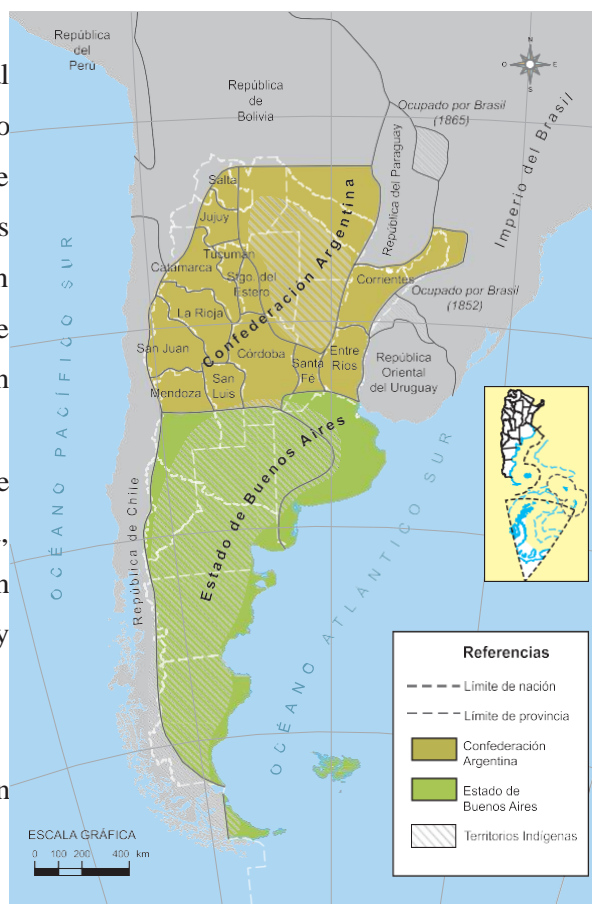 República
del
Perú
N
O
E
S
República
de
Bolivia
Ocupado por Brasil
(1865)
República del Paraguay
Imperio del Brasil
Salta
Jujuy
Tucumán
Catamarca
Stgo. del
Estero
Confederación Argentina
Corrientes
Ocupado por Brasil
(1852)
La Rioja
San Juan
Córdoba
Santa
Fé
Entre
Rios
República
Oriental
del Uruguay
Mendoza
San
Luis
OCÉANO PACÍFICO SUR
República de Chile
Estado de Buenos Aires
OCÉANO ATLÁNTICO SUR
Referencias
Límite de nación
Límite de provincia
Confederación
Argentina
Estado de
Buenos Aires
Territorios Indígenas
ESCALA GRÁFICA
0 100 200 400 km